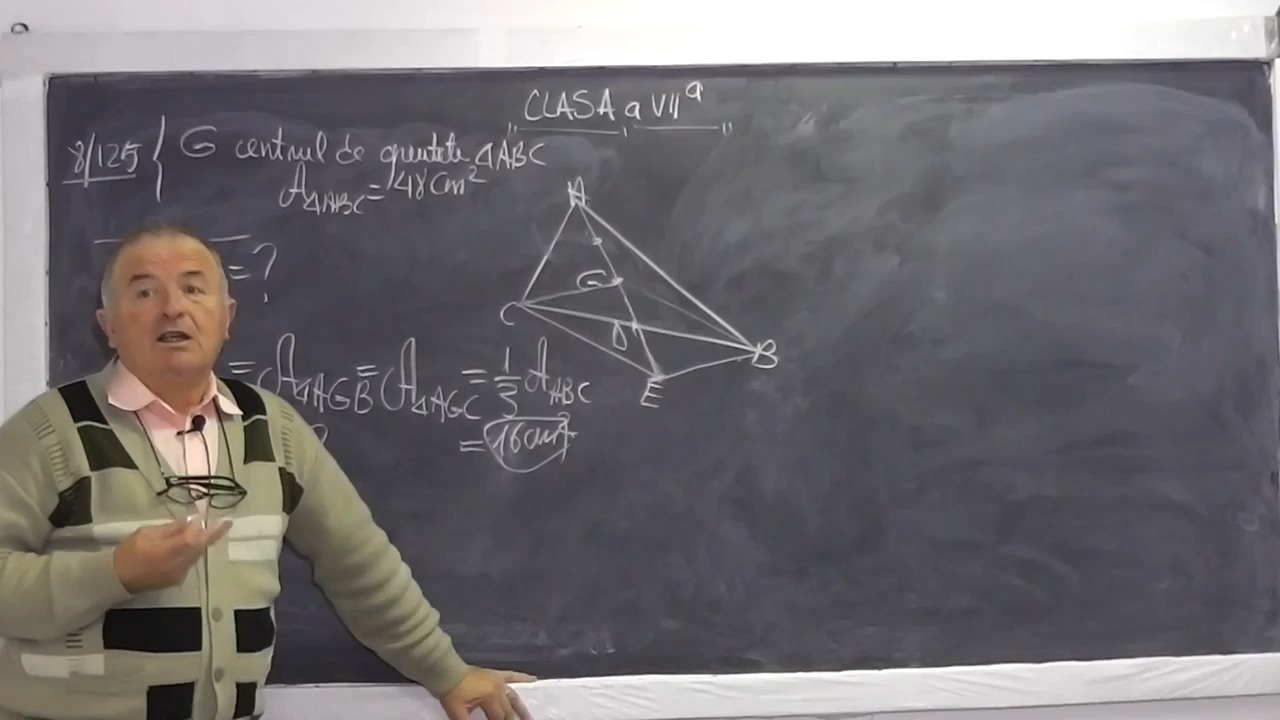 CLASA a VII a
8/125 { G centrul de greutate △ABC
A△ABC = 48 cm²
= ?
= A△AGB = A△AGC = 1/3 A ABC
= 16 cm²
A
G
C
D
B
E